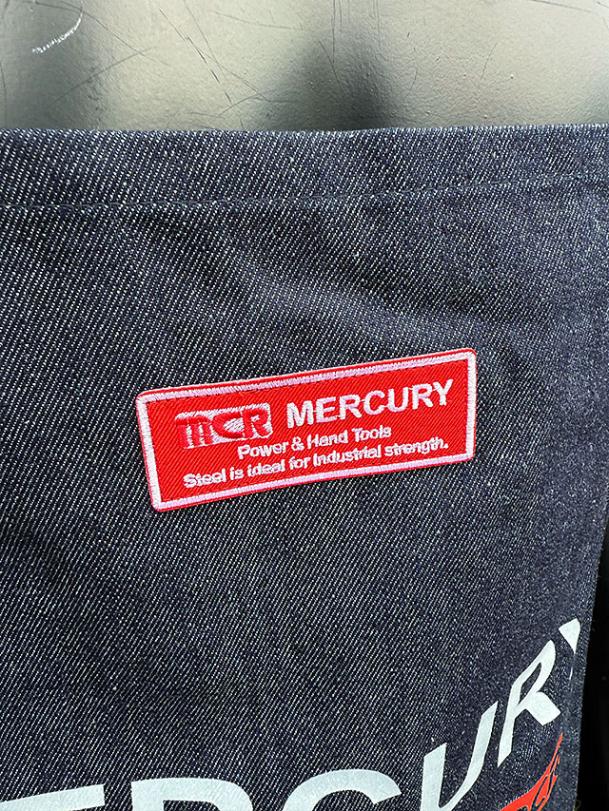 MCR MERCURY
Power & Hand Tools
Steel is ideal for Industrial strength.
MERCURY